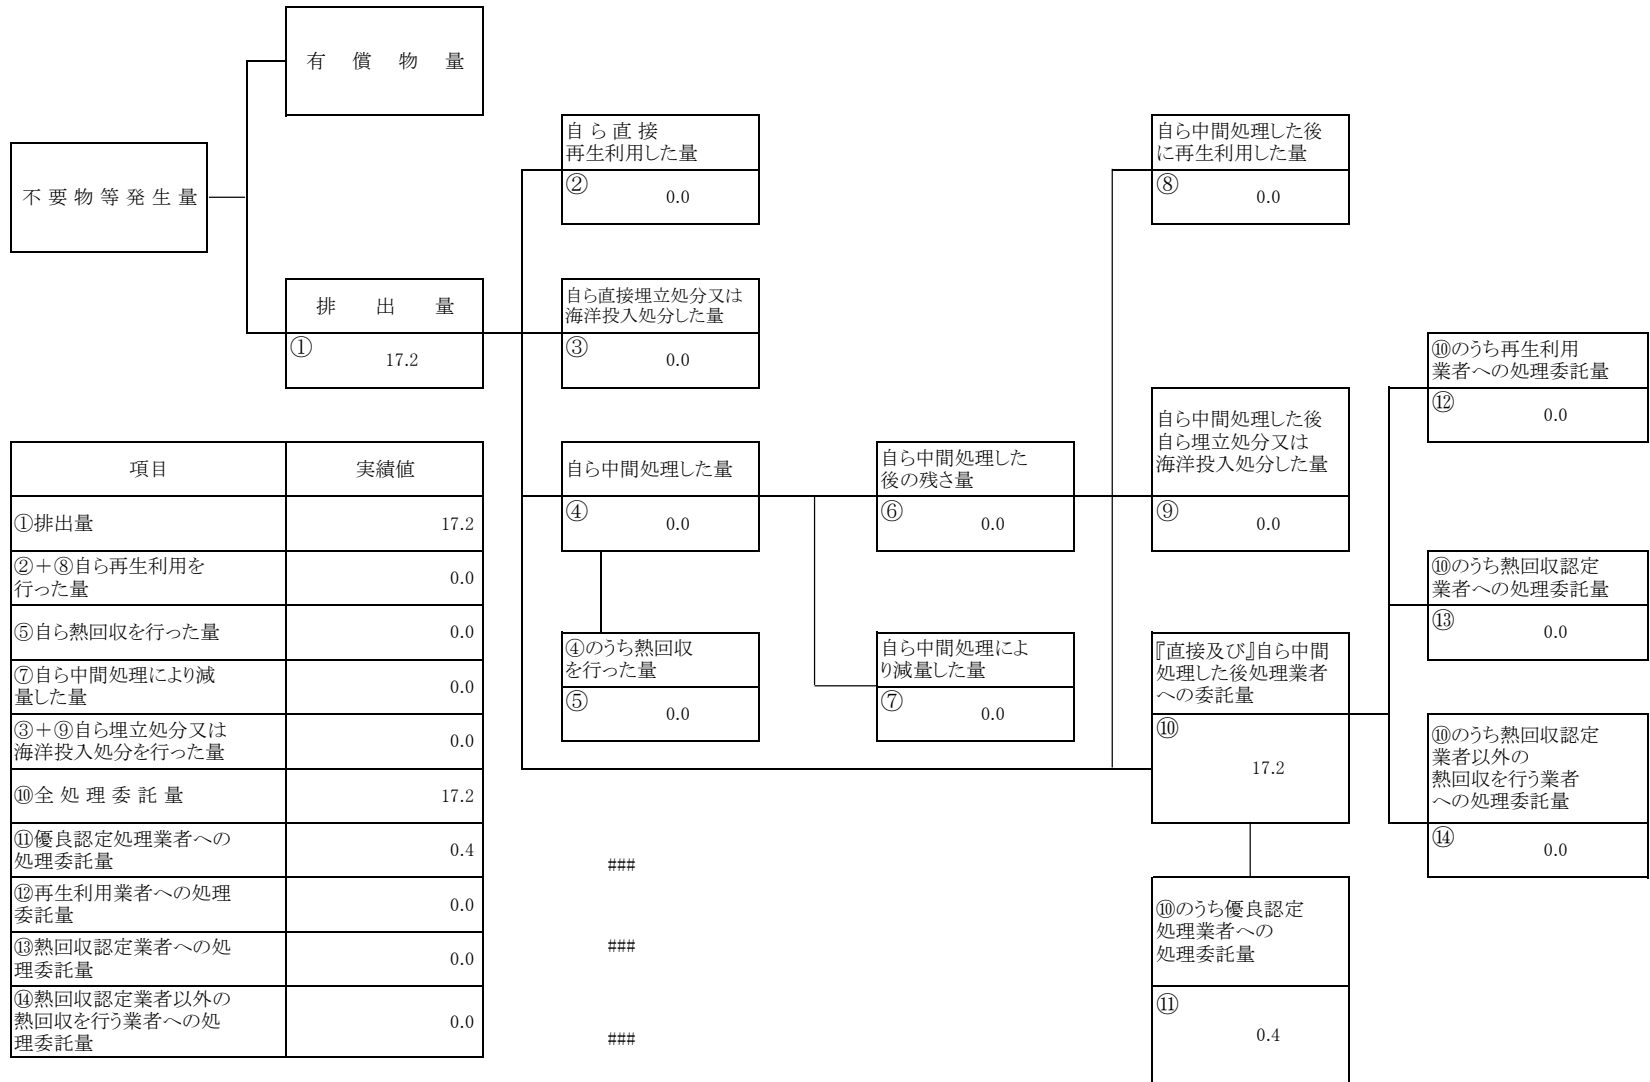 有償物量
不要物等発生量
排出量
①
17.2
自ら直接
再生利用した量
②
0.0
自ら直接埋立処分又は
海洋投入処分した量
③
0.0
自ら中間処理した量
④
0.0
④のうち熱回収
を行った量
⑤
0.0
自ら中間処理した
後の残さ量
⑥
0.0
自ら中間処理によ
り減量した量
⑦
0.0
自ら中間処理した後
に再生利用した量
⑧
0.0
自ら中間処理した後
自ら埋立処分又は
海洋投入処分した量
⑨
0.0
『直接及び』自ら中間
処理した後処理業者
への委託量
⑩
17.2
⑩のうち優良認定
処理業者への
処理委託量
⑪
0.4
⑩のうち再生利用
業者への処理委託量
⑫
0.0
⑩のうち熱回収認定
業者への処理委託量
⑬
0.0
⑩のうち熱回収認定
業者以外の
熱回収を行う業者
への処理委託量
⑭
0.0
項目 実績値
①排出量 17.2
②＋⑧自ら再生利用を
行った量 0.0
⑤自ら熱回収を行った量 0.0
⑦自ら中間処理により減
量した量 0.0
③＋⑨自ら埋立処分又は
海洋投入処分を行った量 0.0
⑩全処理委託量 17.2
⑪優良認定処理業者への
処理委託量 0.4
⑫再生利用業者への処理
委託量 0.0
⑬熱回収認定業者への処
理委託量 0.0
⑭熱回収認定業者以外の
熱回収を行う業者への処
理委託量 0.0
###
###
###